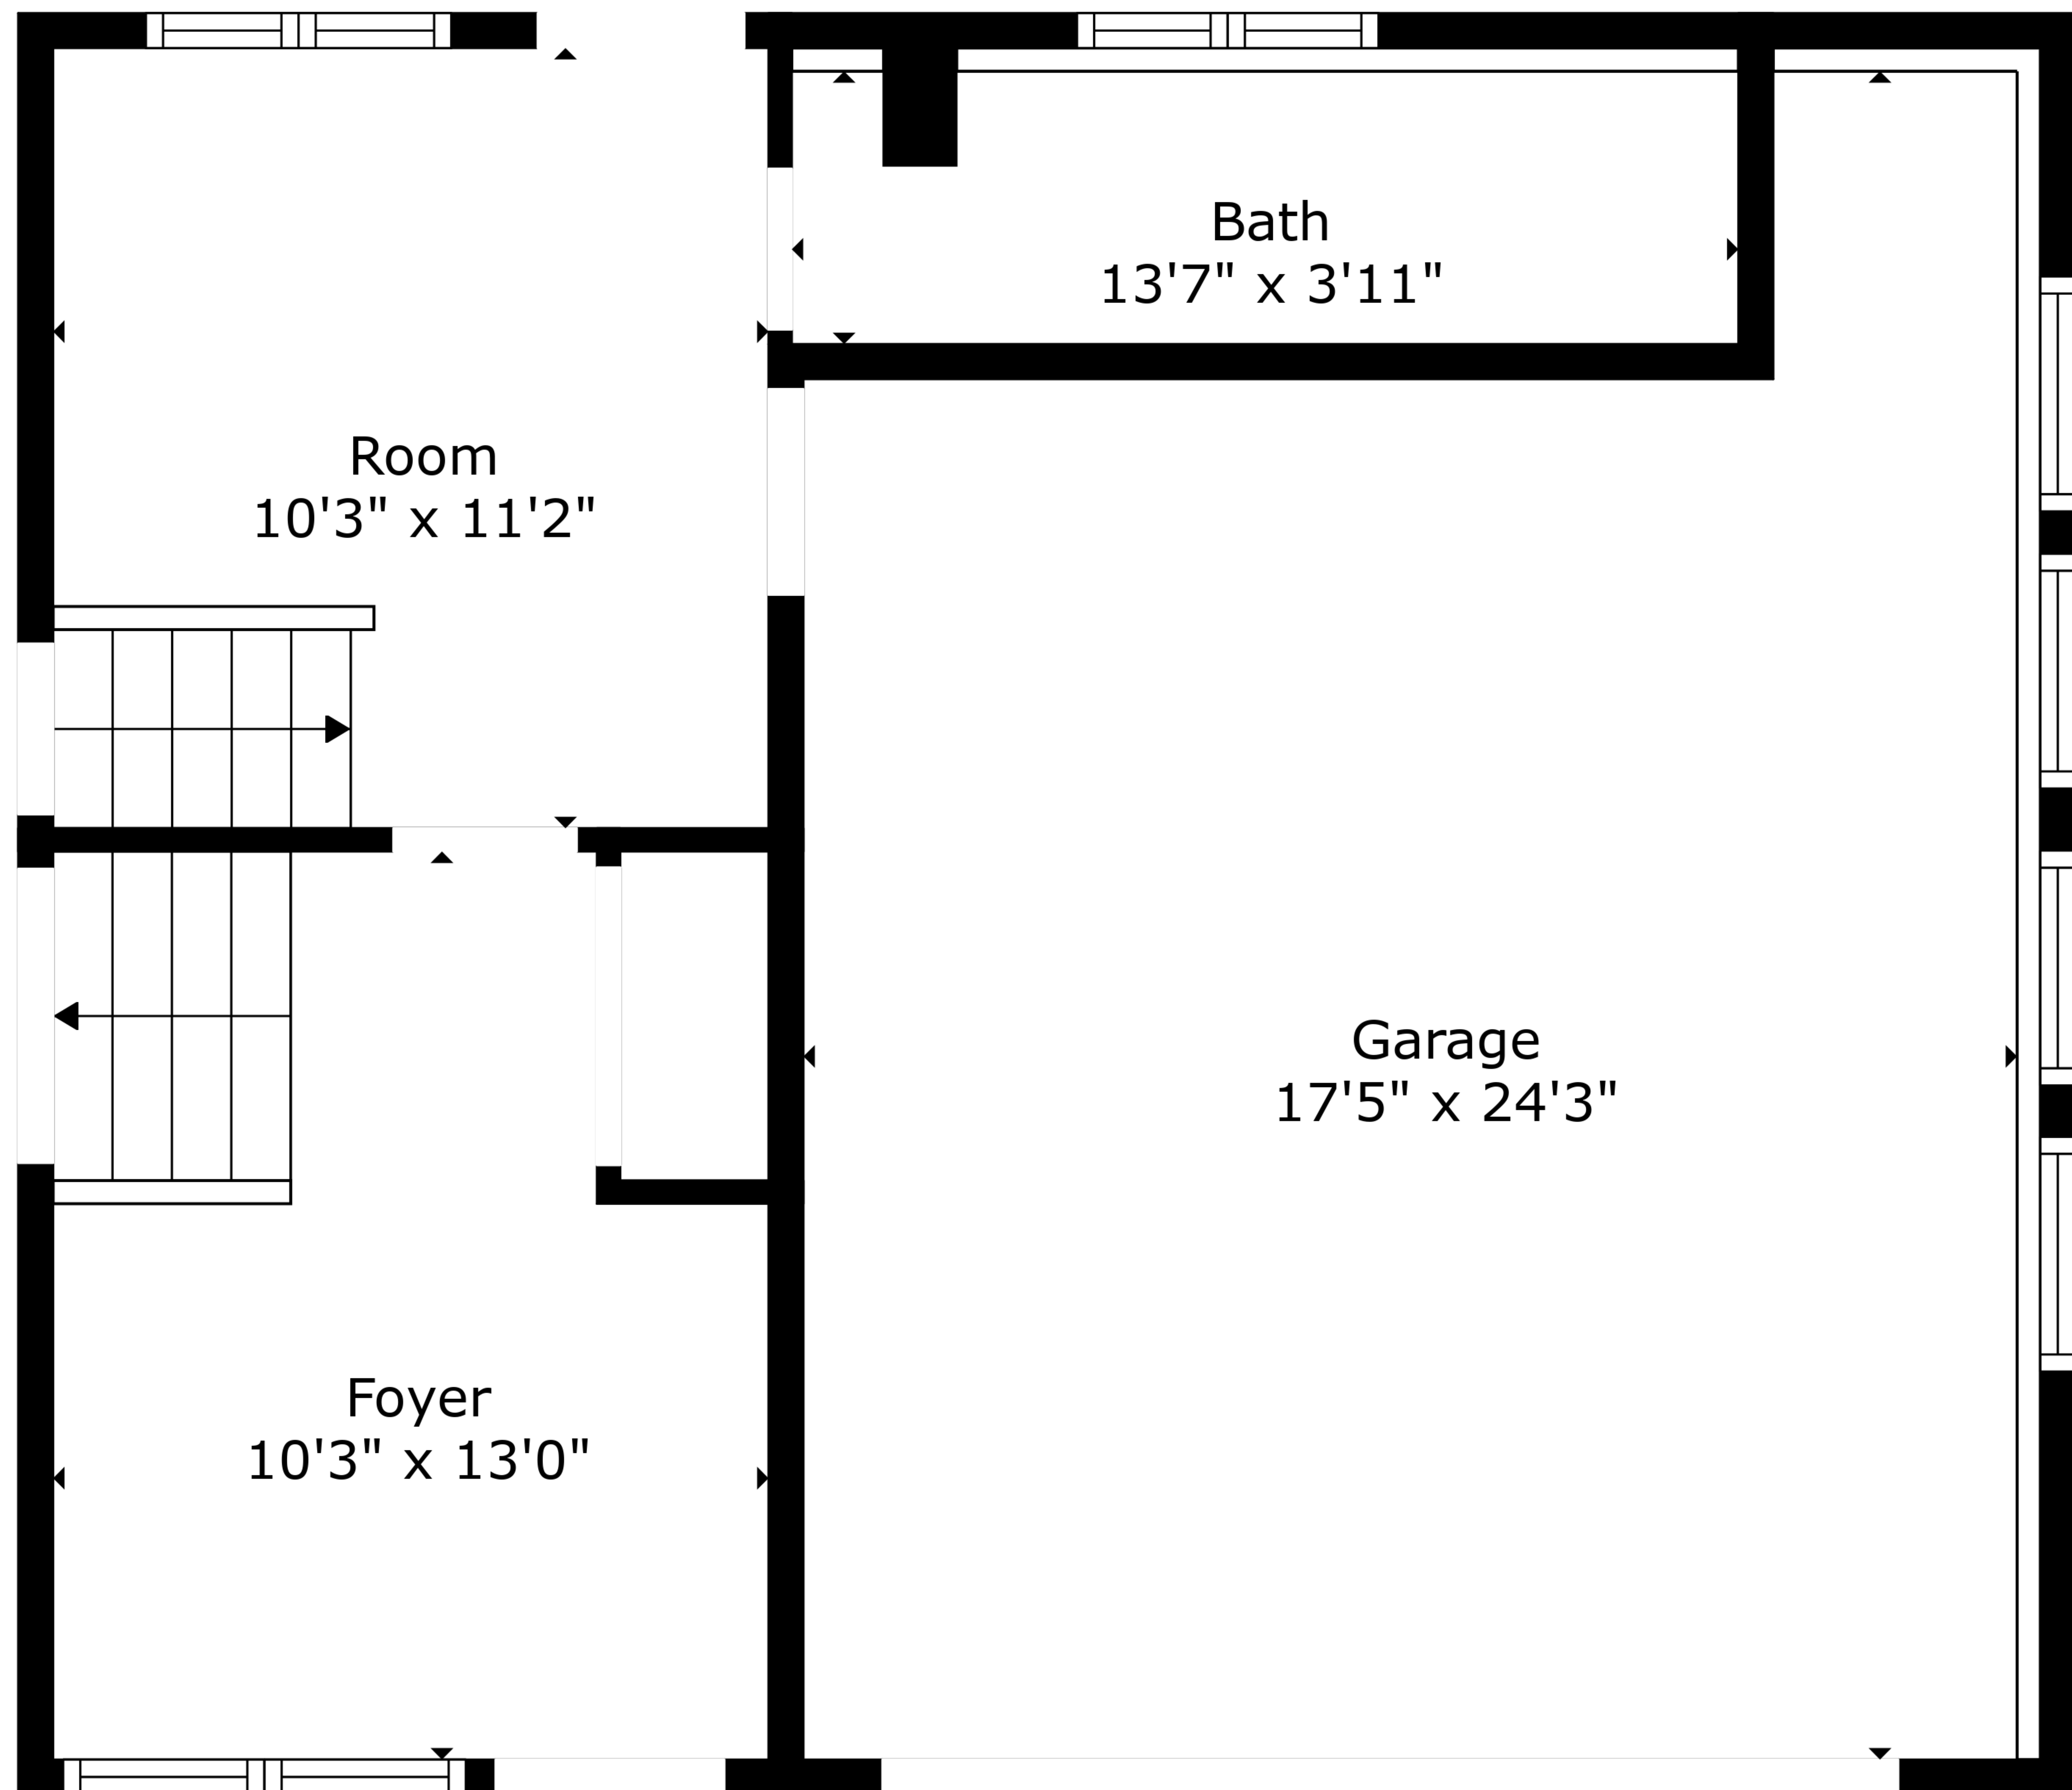 Bath
13'7" x 3'11"
Room
10'3" x 11'2"
Garage
17'5" x 24'3"
Foyer
10'3" x 13'0"